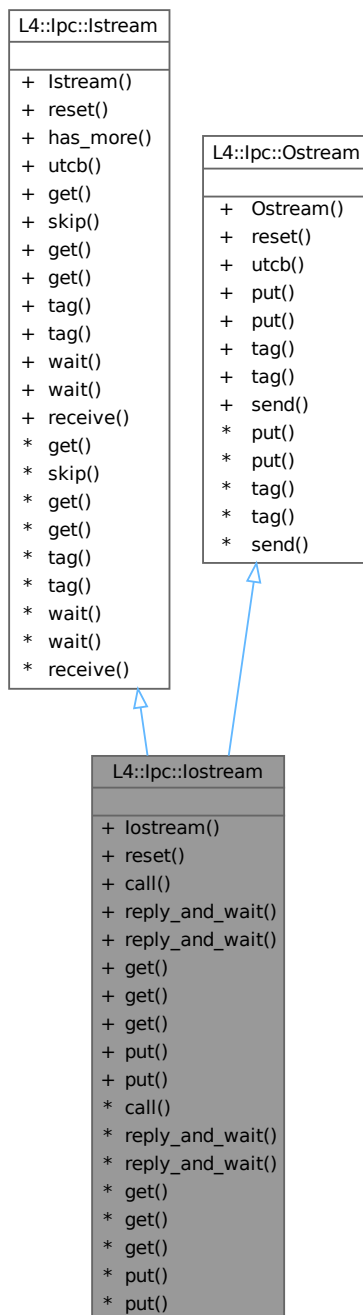 L4::Ipc::Istream
+ Istream()
+ reset()
+ has_more()
+ utcb()
+ get()
+ skip()
+ get()
+ get()
+ tag()
+ tag()
+ wait()
+ wait()
+ receive()
* get()
* skip()
* get()
* get()
* tag()
* tag()
* wait()
* wait()
* receive()
L4::Ipc::Ostream
+ Ostream()
+ reset()
+ utcb()
+ put()
+ put()
+ tag()
+ tag()
+ send()
* put()
* put()
* tag()
* tag()
* send()
L4::Ipc::Iostream
+ Iostream()
+ reset()
+ call()
+ reply_and_wait()
+ reply_and_wait()
+ get()
+ get()
+ get()
+ put()
+ put()
* call()
* reply_and_wait()
* reply_and_wait()
* get()
* get()
* get()
* put()
* put()